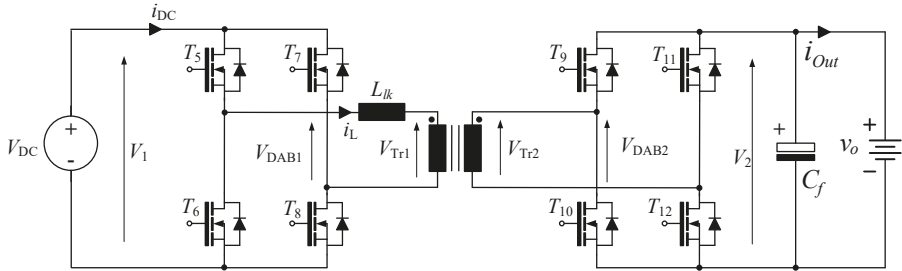 i_DC
T_5
T_7
T_9
T_11
i_Out
L_lk
+
V_DC
-
V_1
i_L
V_DAB1
V_Tr1
V_Tr2
V_DAB2
V_2
+
C_f
v_o
+
-
T_6
T_8
T_10
T_12